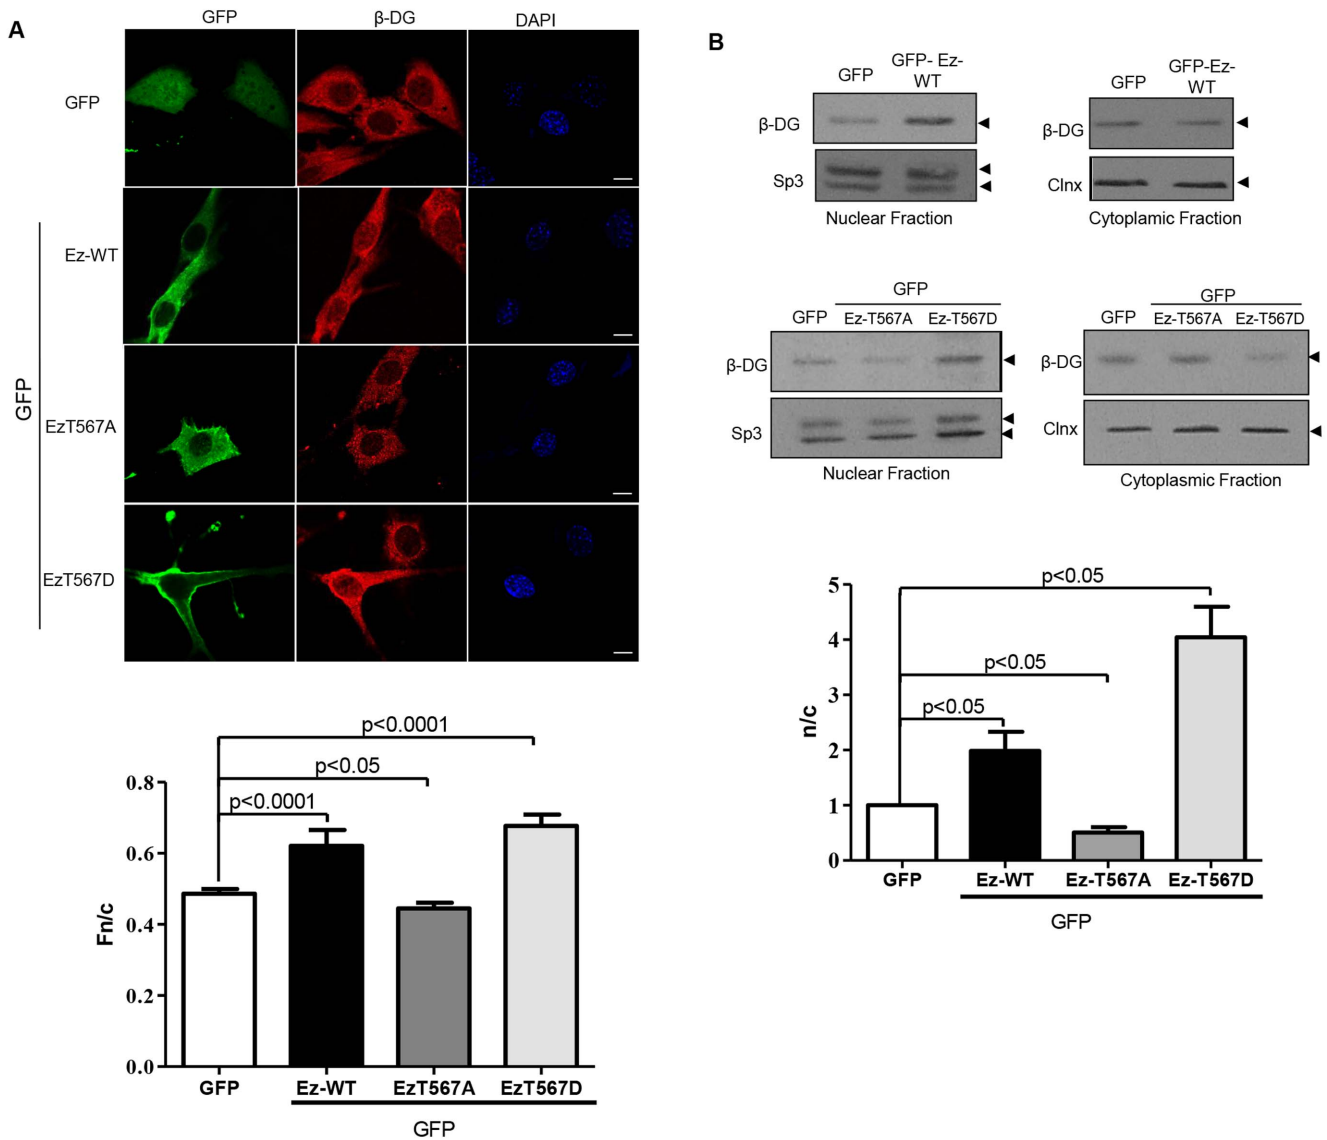 A
GFP
β-DG
DAPI
GFP
GFP
Ez-WT
EzT567A
EzT567D
p<0.0001
p<0.05
p<0.0001
0.8
0.6
0.4
0.2
0.0
Fn/c
GFP
Ez-WT
EzT567A
EzT567D
GFP
B
GFP
GFP- Ez-
WT
β-DG
Sp3
Nuclear Fraction
GFP
GFP-Ez-
WT
β-DG
Clnx
Cytoplamic Fraction
GFP
GFP
Ez-T567A
Ez-T567D
β-DG
Sp3
Nuclear Fraction
GFP
GFP
Ez-T567A
Ez-T567D
β-DG
Clnx
Cytoplasmic Fraction
p<0.05
p<0.05
p<0.05
5
4
3
2
1
0
n/c
GFP
Ez-WT
Ez-T567A
Ez-T567D
GFP